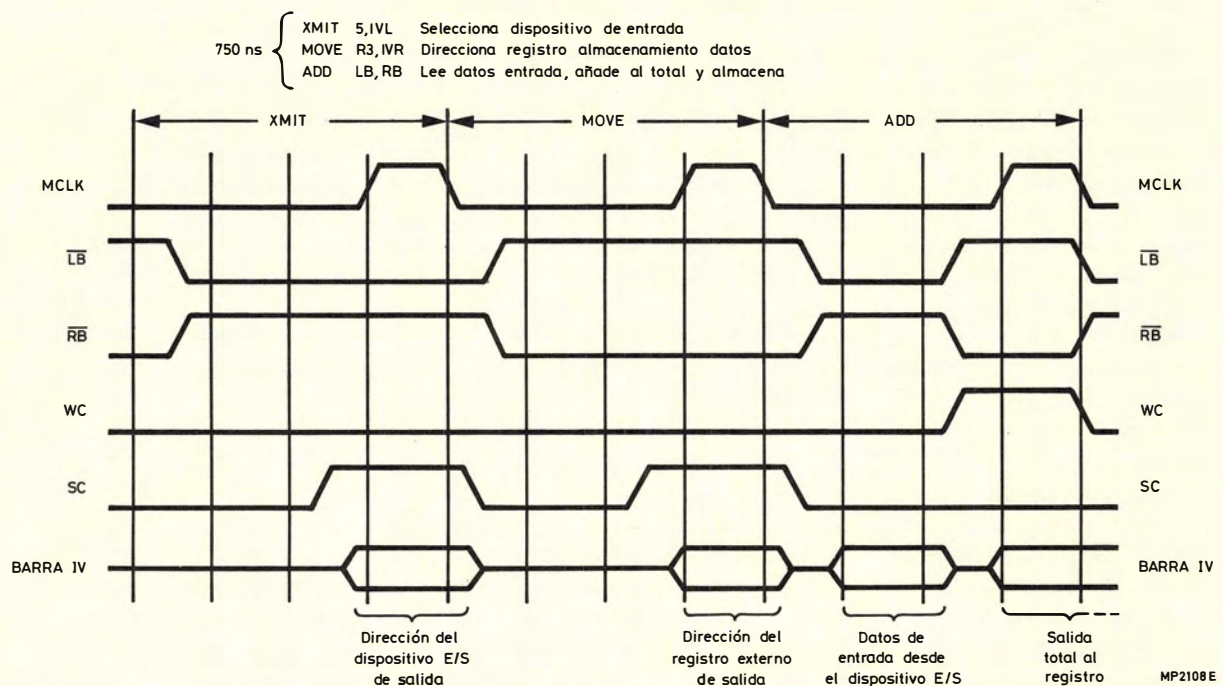 XMIT 5,IVL Selecciona dispositivo de entrada
750 ns
MOVE R3,IVR Direcciona registro almacenamiento datos
ADD LB,RB Lee datos entrada, añade al total y almacena
XMIT MOVE ADD
MCLK MCLK
LB LB
RB RB
WC WC
SC SC
BARRA IV BARRA IV
Dirección del
dispositivo E/S
de salida
Dirección del
registro externo
de salida
Datos de
entrada desde
el dispositivo E/S
Salida
total al
registro
MP2108E